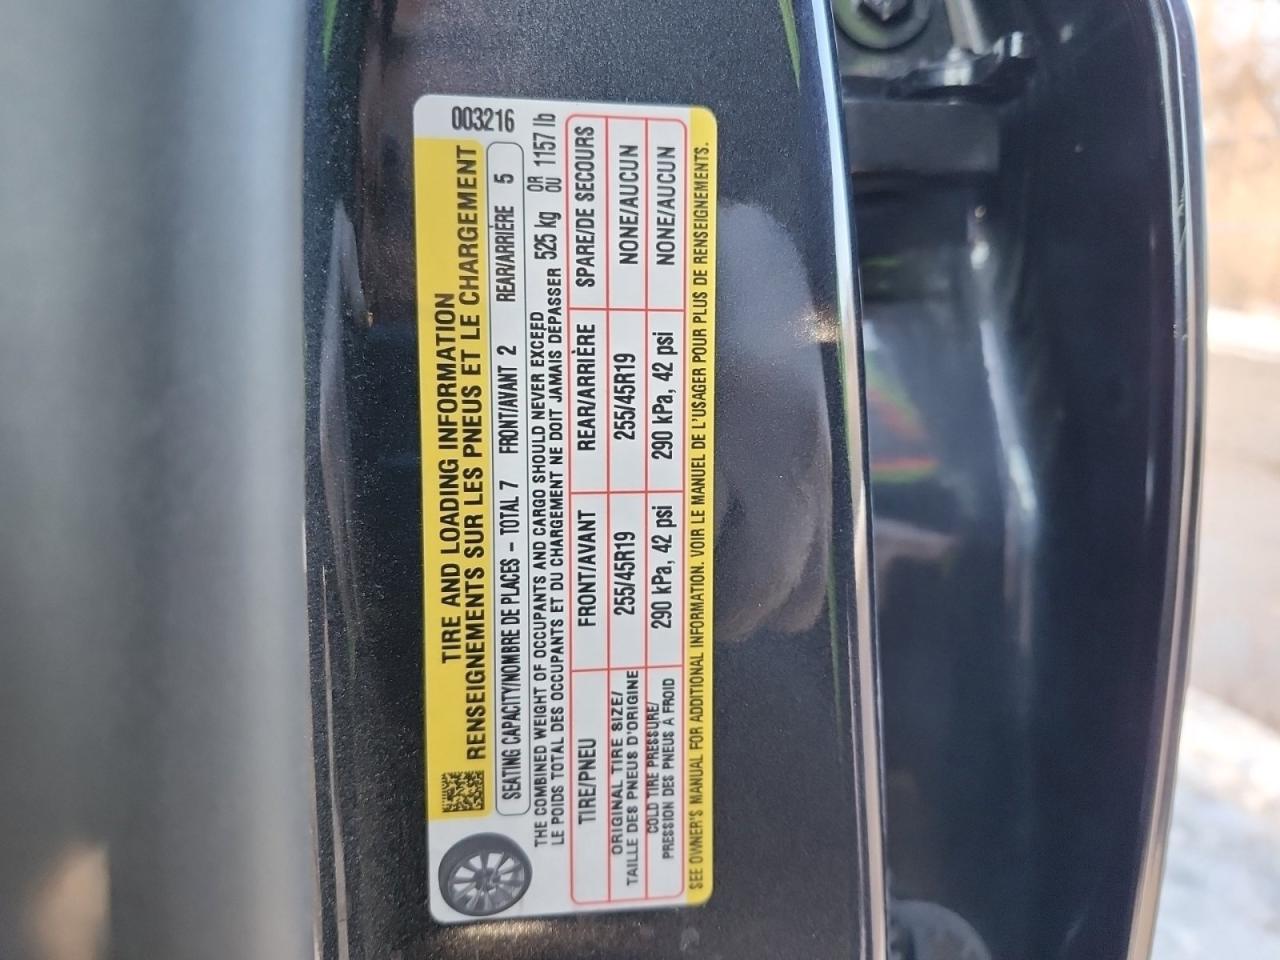 003216
TIRE AND LOADING INFORMATION
RENSEIGNEMENTS SUR LES PNEUS ET LE CHARGEMENT
SEATING CAPACITY/NOMBRE DE PLACES – TOTAL 7 FRONT/AVANT 2 REAR/ARRIÈRE 5
THE COMBINED WEIGHT OF OCCUPANTS AND CARGO SHOULD NEVER EXCEED
LE POIDS TOTAL DES OCCUPANTS ET DU CHARGEMENT NE DOIT JAMAIS DÉPASSER 525 kg OR OU 1157 lb
TIRE/PNEU FRONT/AVANT REAR/ARRIÈRE SPARE/DE SECOURS
ORIGINAL TIRE SIZE/
TAILLE DES PNEUS D'ORIGINE 255/45R19 255/45R19 NONE/AUCUN
COLD TIRE PRESSURE/
PRESSION DES PNEUS À FROID 290 kPa, 42 psi 290 kPa, 42 psi NONE/AUCUN
SEE OWNER'S MANUAL FOR ADDITIONAL INFORMATION. VOIR LE MANUEL DE L'USAGER POUR PLUS DE RENSEIGNEMENTS.